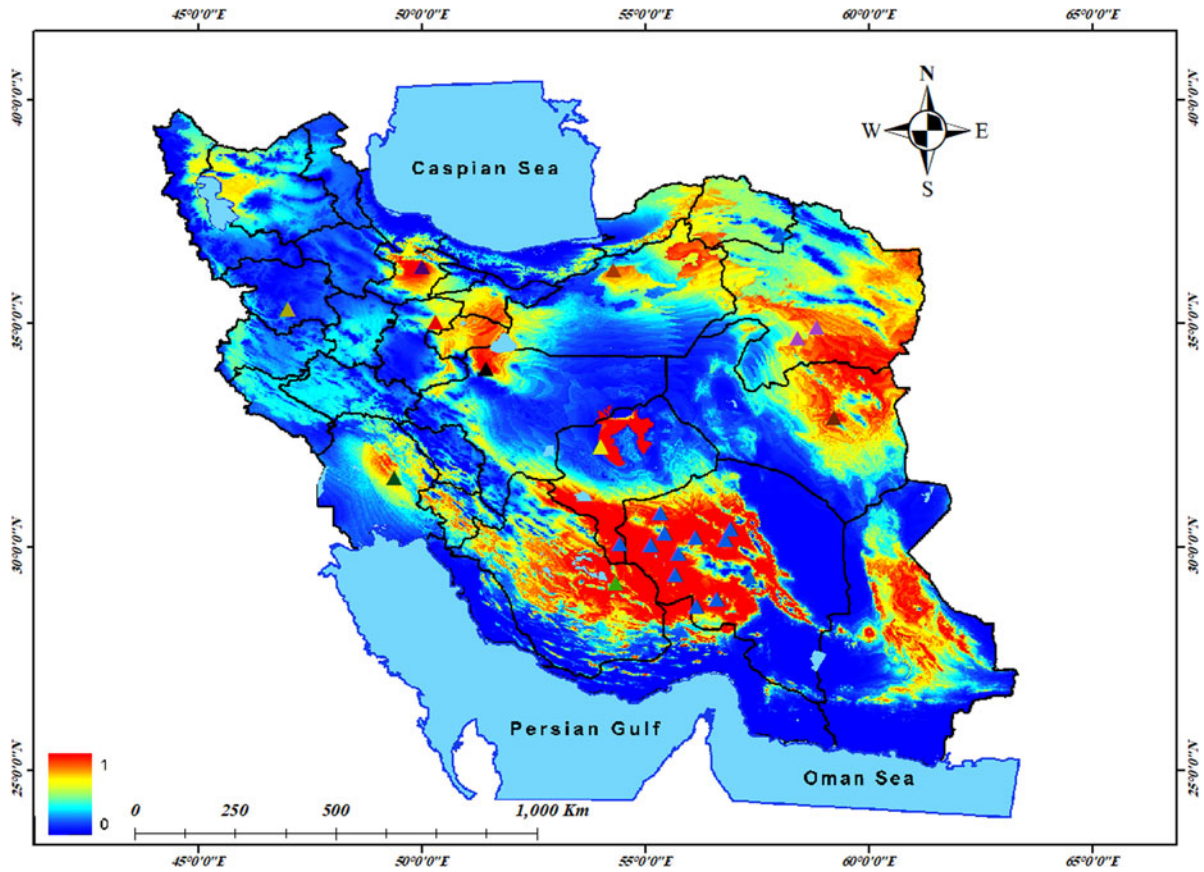 45°0'0"E 50°0'0"E 55°0'0"E 60°0'0"E 65°0'0"E
40°0'0"N
40°0'0"N
N
W E
S
Caspian Sea
35°0'0"N
35°0'0"N
30°0'0"N
30°0'0"N
Persian Gulf
Oman Sea
25°0'0"N
25°0'0"N
1
0
0 250 500 1,000 Km
45°0'0"E 50°0'0"E 55°0'0"E 60°0'0"E 65°0'0"E